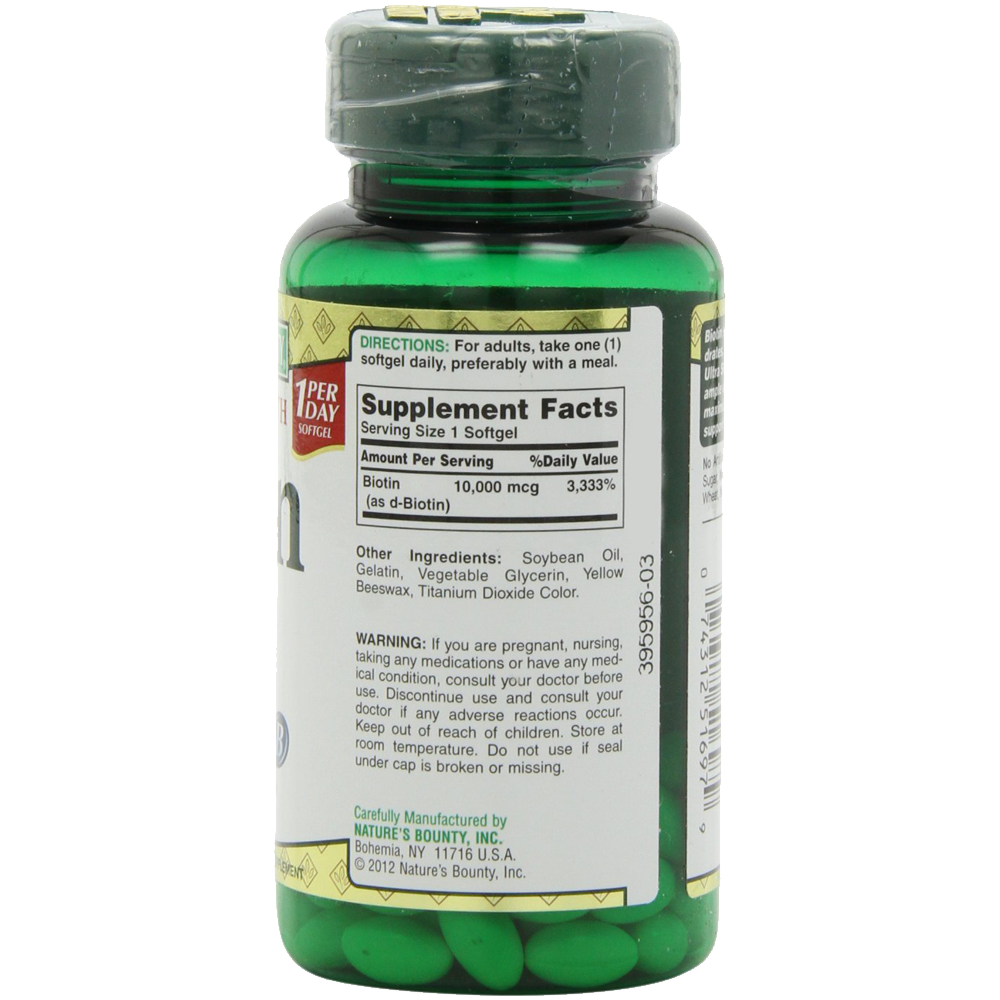 1 PER
DAY
SOFTGEL
DIRECTIONS: For adults, take one (1)
softgel daily, preferably with a meal.
Supplement Facts
Serving Size 1 Softgel
Amount Per Serving %Daily Value
Biotin 10,000 mcg 3,333%
(as d-Biotin)
Other Ingredients: Soybean Oil,
Gelatin, Vegetable Glycerin, Yellow
Beeswax, Titanium Dioxide Color.
WARNING: If you are pregnant, nursing,
taking any medications or have any med-
ical condition, consult your doctor before
use. Discontinue use and consult your
doctor if any adverse reactions occur.
Keep out of reach of children. Store at
room temperature. Do not use if seal
under cap is broken or missing.
Carefully Manufactured by
NATURE'S BOUNTY, INC.
Bohemia, NY 11716 U.S.A.
© 2012 Nature's Bounty, Inc.
395956-03
No
0 74312 51697 9